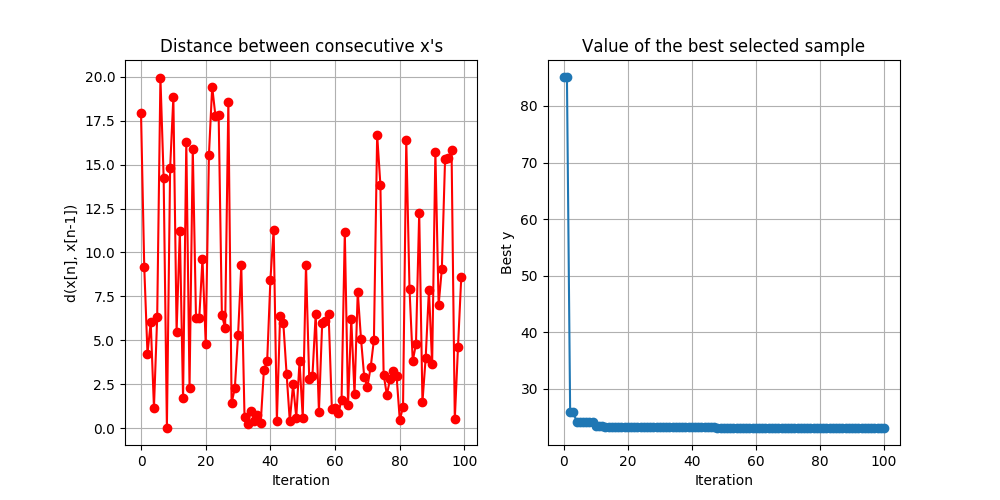 Distance between consecutive x's
20.0
17.5
15.0
12.5
10.0
7.5
5.0
2.5
0.0
d(x[n], x[n-1])
0 20 40 60 80 100
Iteration
Value of the best selected sample
80
70
60
50
40
30
Best y
0 20 40 60 80 100
Iteration